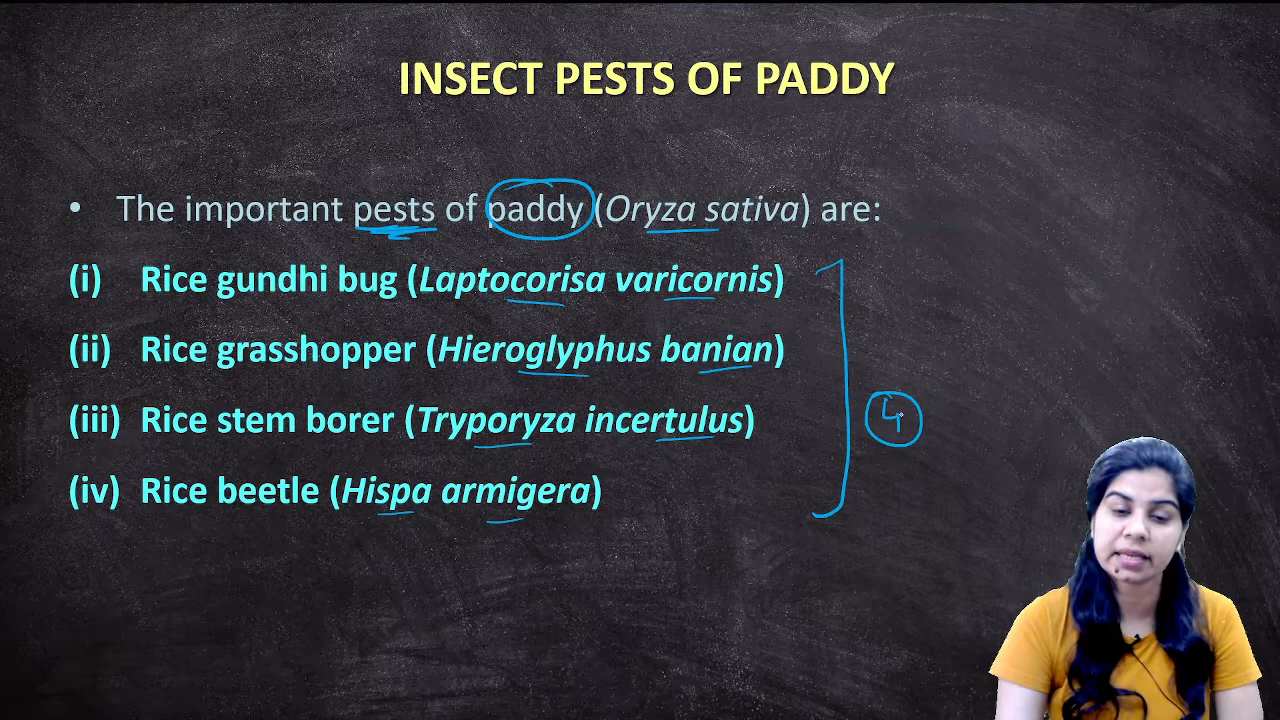 INSECT PESTS OF PADDY
• The important pests of paddy (Oryza sativa) are:
(i) Rice gundhi bug (Laptocorisa varicornis)
(ii) Rice grasshopper (Hieroglyphus banian)
(iii) Rice stem borer (Tryporyza incertulus)
4
(iv) Rice beetle (Hispa armigera)